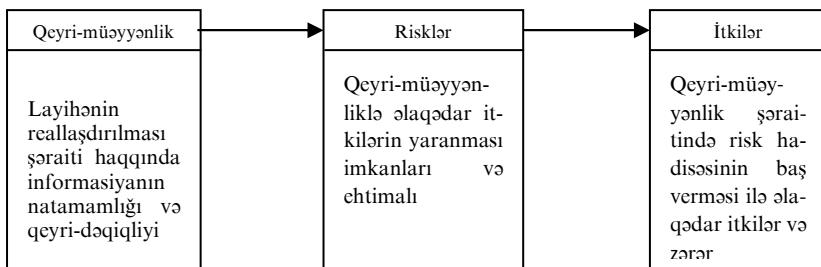 Qeyri-müəyyənlik
Layihənin
reallaşdırılması
şəraiti haqqında
informasiyanın
natamamlığı və
qeyri-dəqiqliyi
Risklər
Qeyri-müəyyən-
liklə əlaqədar it-
kilərin yaranması
imkanları və
ehtimalı
İtkilər
Qeyri-müəy-
yənlik şərai-
tində risk ha-
disəsinin baş
verməsi ilə əla-
qədar itkilər və
zərər